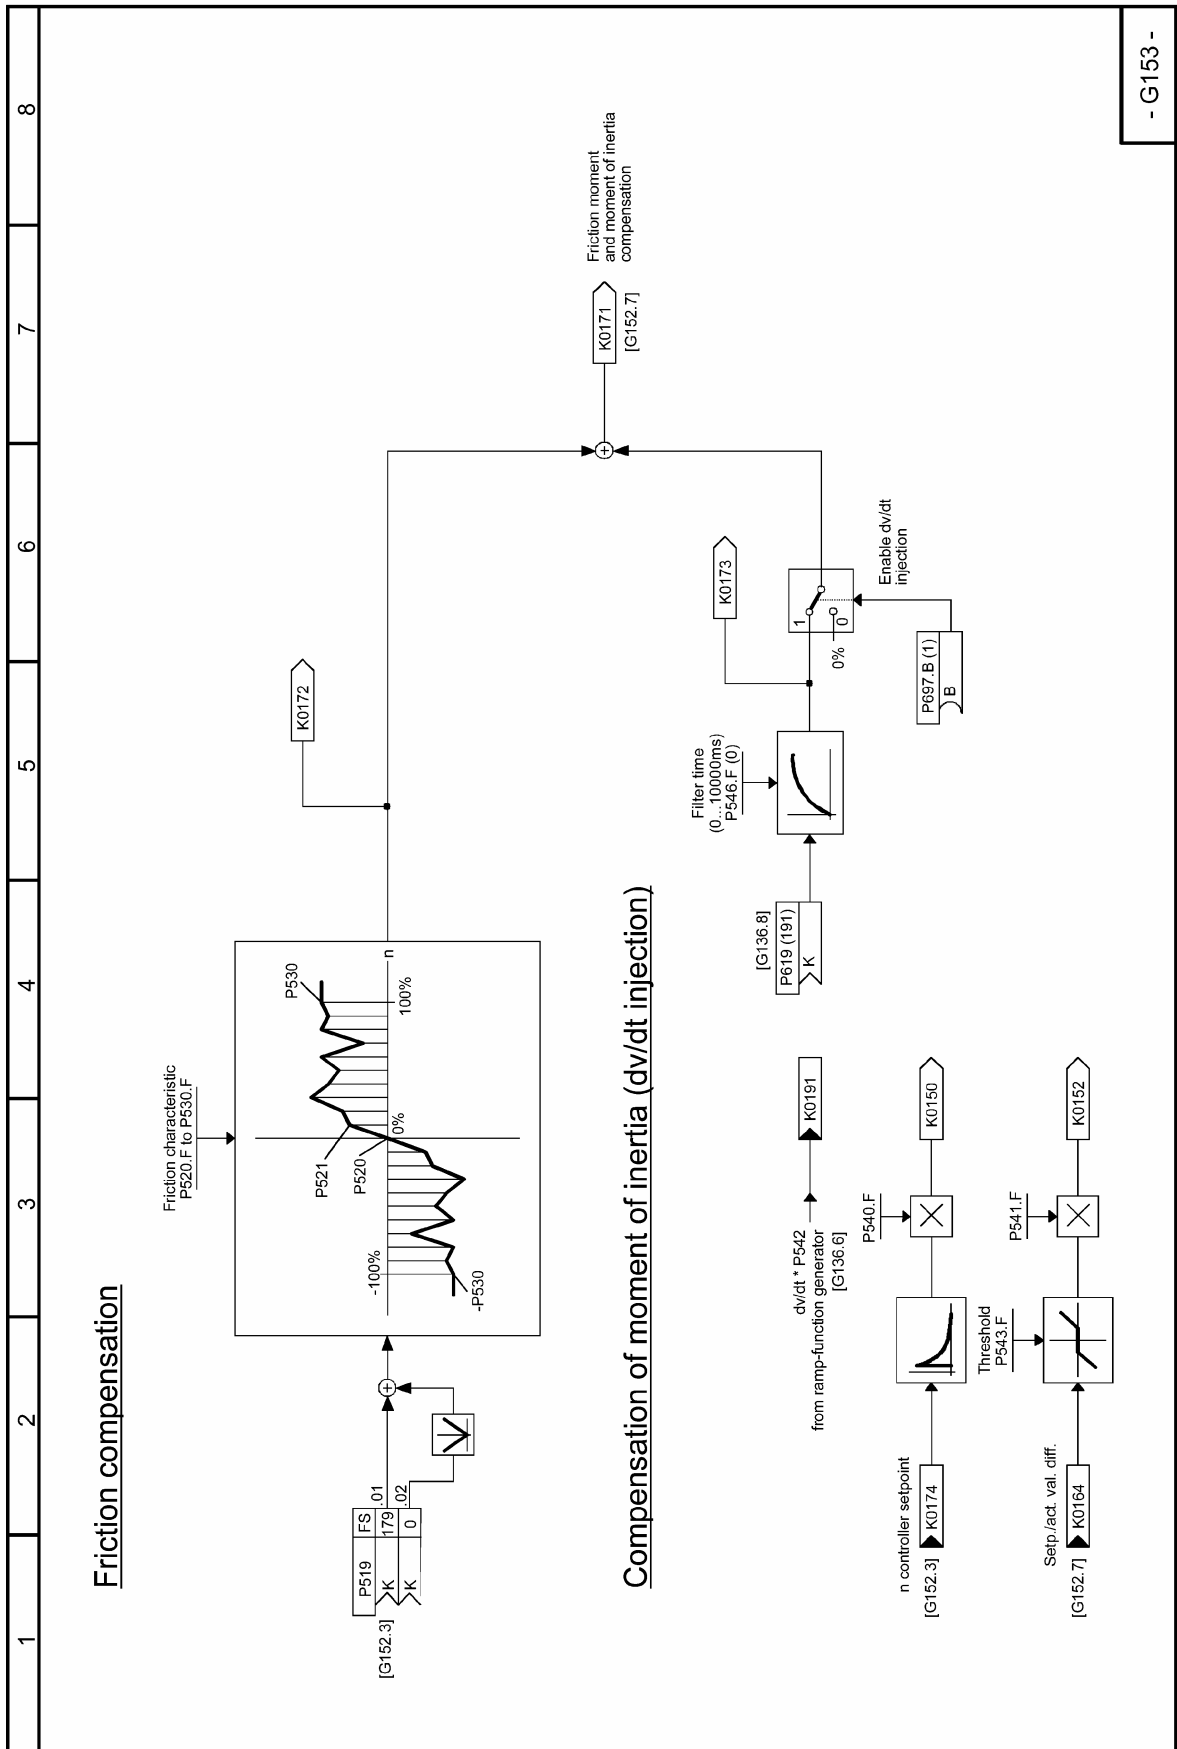 Friction compensation
Friction characteristic
P520.F to P530.F
P519
FS
K
179
.01
K
0
.02
[G152.3]
-100%
-P530
P520
P521
0%
P530
100%
n
K0172
Friction moment
and moment of inertia
compensation
K0171
[G152.7]
Compensation of moment of inertia (dv/dt injection)
dv/dt * P542
from ramp-function generator
[G136.6]
K0191
[G136.8]
P619 (191)
K
Filter time
(0...10000ms)
P546.F (0)
K0173
1
0
0%
Enable dv/dt
injection
P697.B (1)
B
n controller setpoint
[G152.3]
K0174
P540.F
K0150
Setp./act. val. diff.
[G152.7]
K0164
Threshold
P543.F
P541.F
K0152
1
2
3
4
5
6
7
8
- G153 -